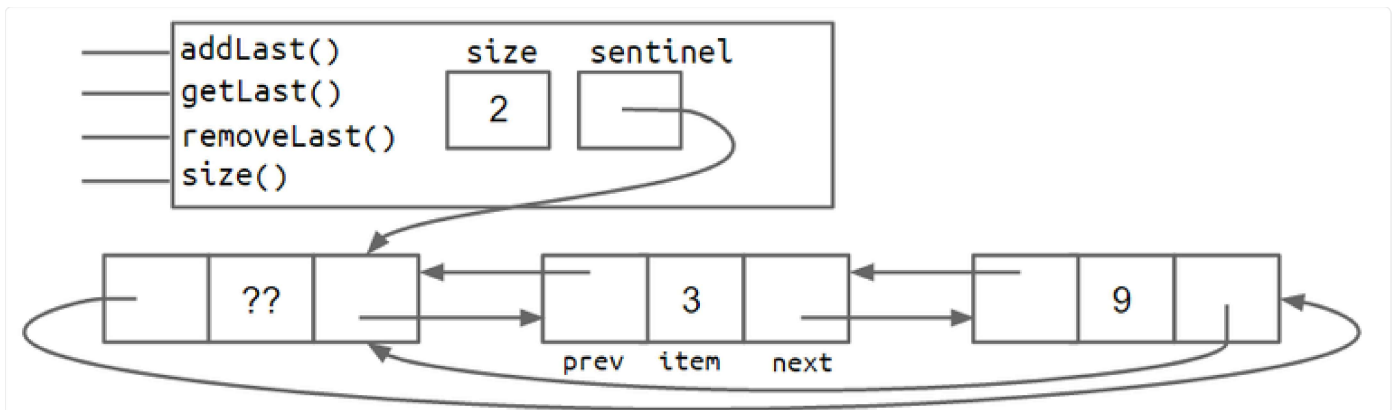 addLast()
size sentinel
getLast()
2
removeLast()
size()
?? 3 9
prev item next